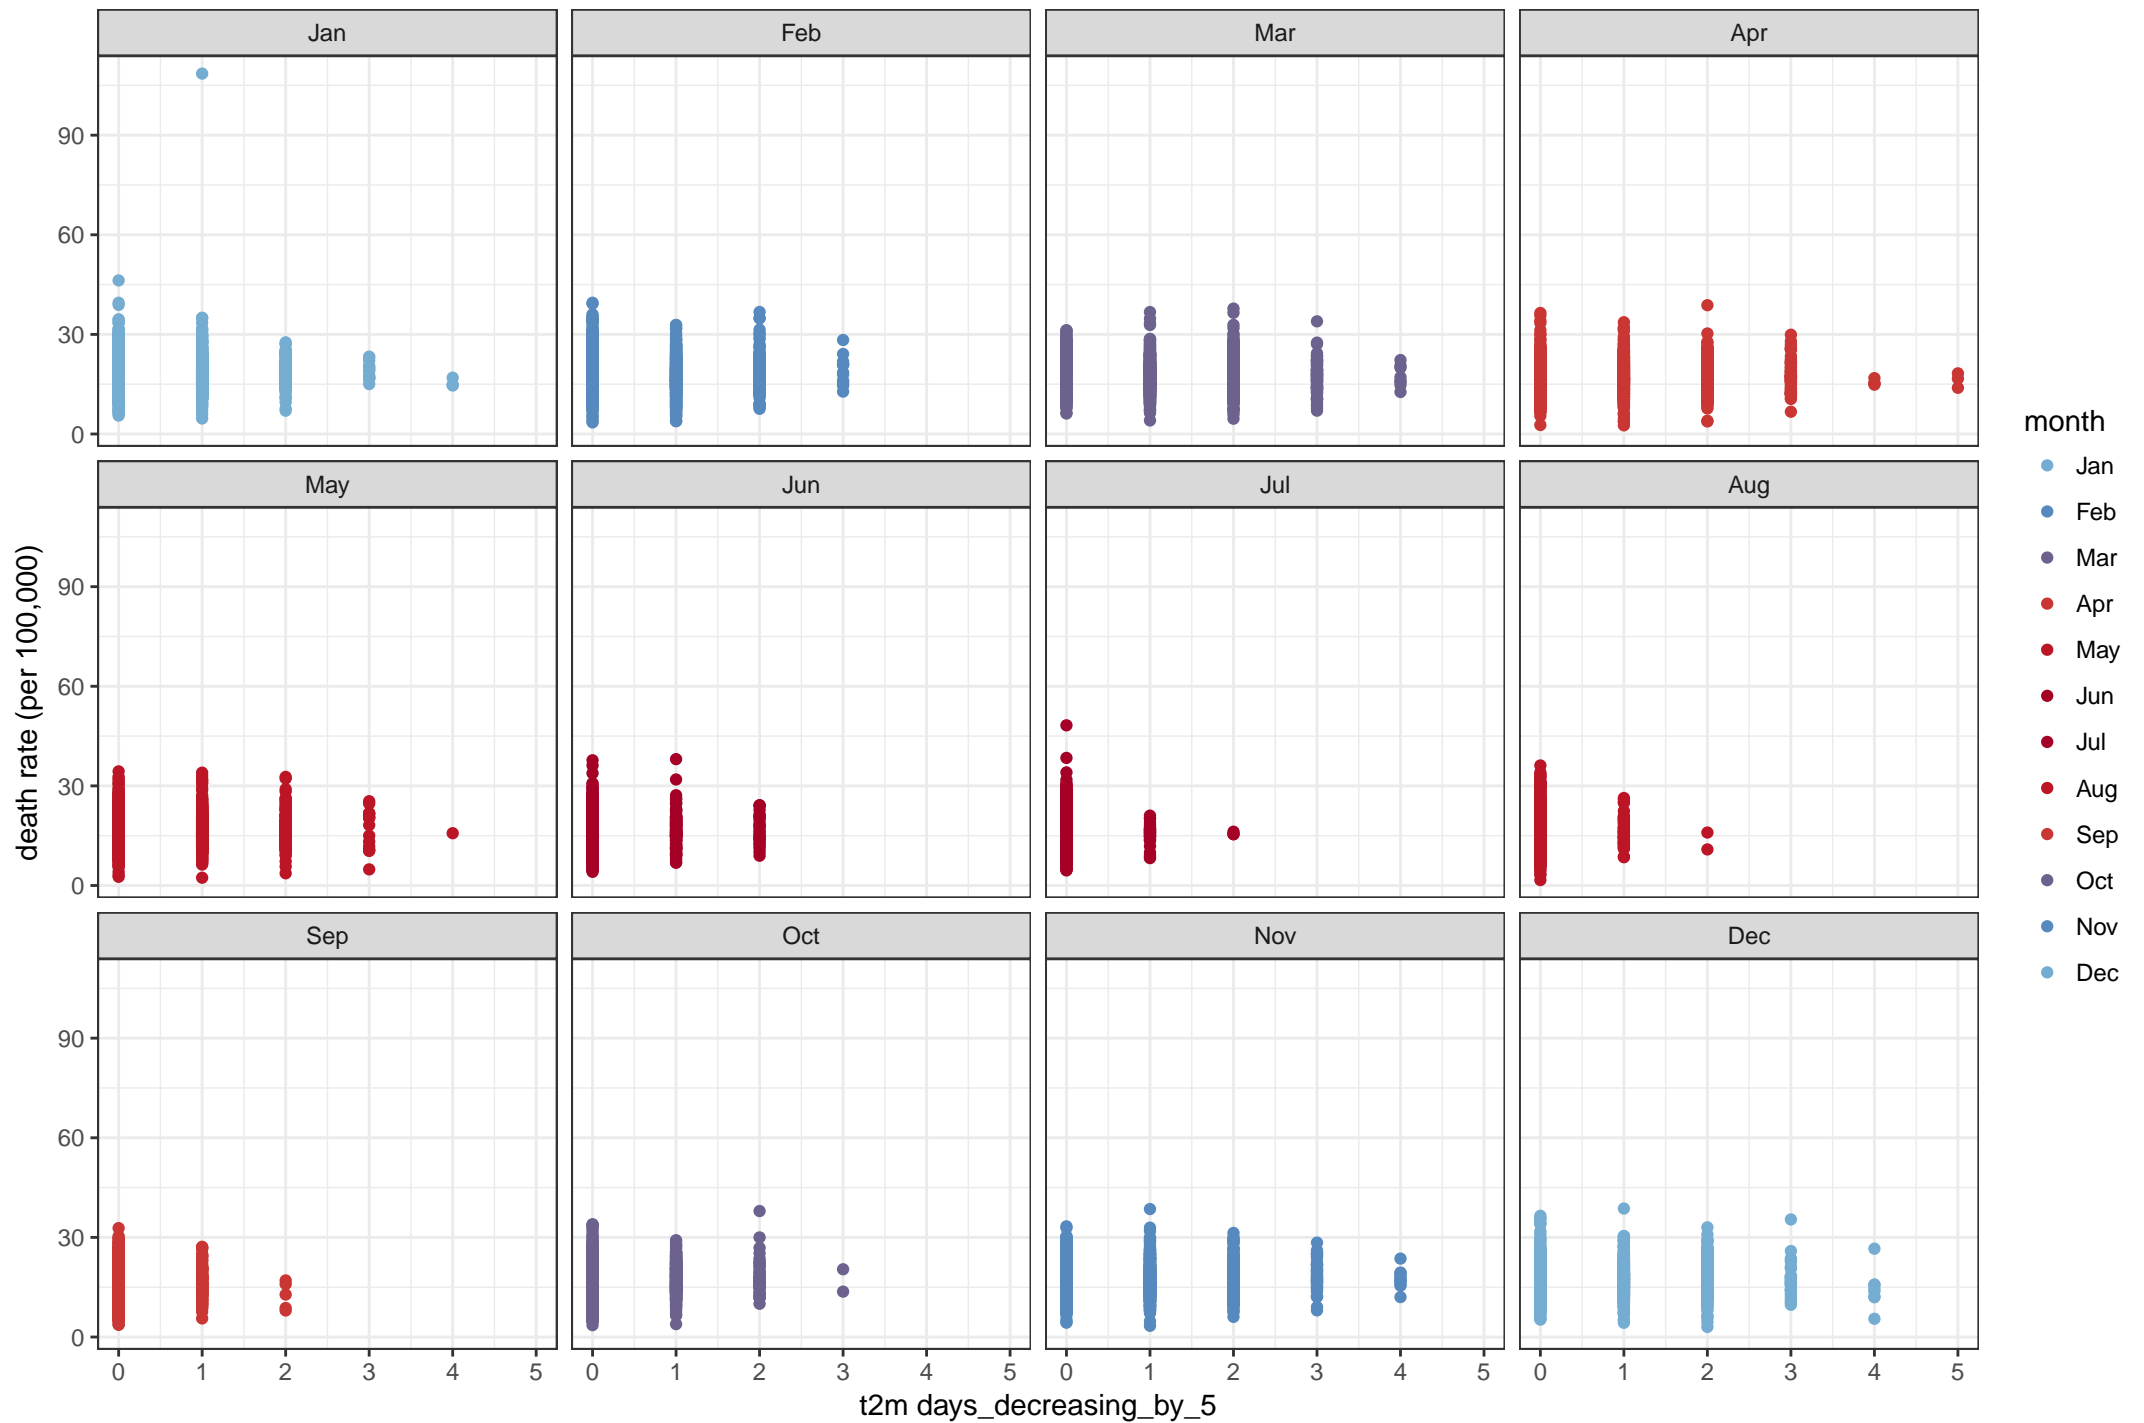 Jan Feb Mar Apr
90
60
30
0
May Jun Jul Aug
90
60
30
0
Sep Oct Nov Dec
90
60
30
0
0 1 2 3 4 5 0 1 2 3 4 5 0 1 2 3 4 5 0 1 2 3 4 5
t2m days_decreasing_by_5
death rate (per 100,000)
month
Jan
Feb
Mar
Apr
May
Jun
Jul
Aug
Sep
Oct
Nov
Dec